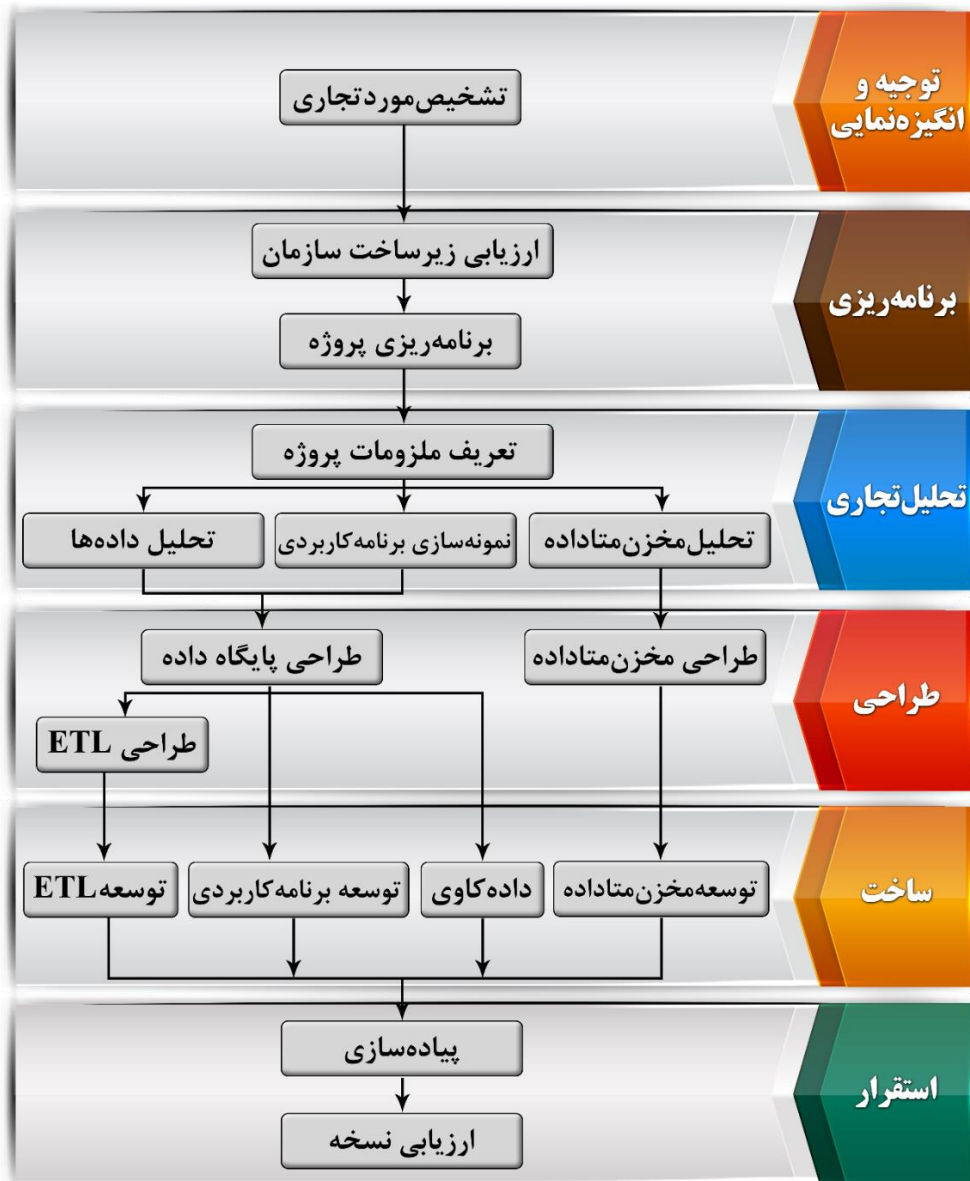 توجیه و
انگیزه‌نمایی
تشخیص مورد تجاری
برنامه‌ریزی
ارزیابی زیرساخت سازمان
برنامه‌ریزی پروژه
تحلیل تجاری
تعریف ملزومات پروژه
تحلیل مخزن متاداده
نمونه‌سازی برنامه کاربردی
تحلیل داده‌ها
طراحی
طراحی مخزن متاداده
طراحی پایگاه داده
طراحی ETL
ساخت
توسعه مخزن متاداده
داده‌کاوی
توسعه برنامه کاربردی
توسعه ETL
استقرار
پیاده‌سازی
ارزیابی نسخه